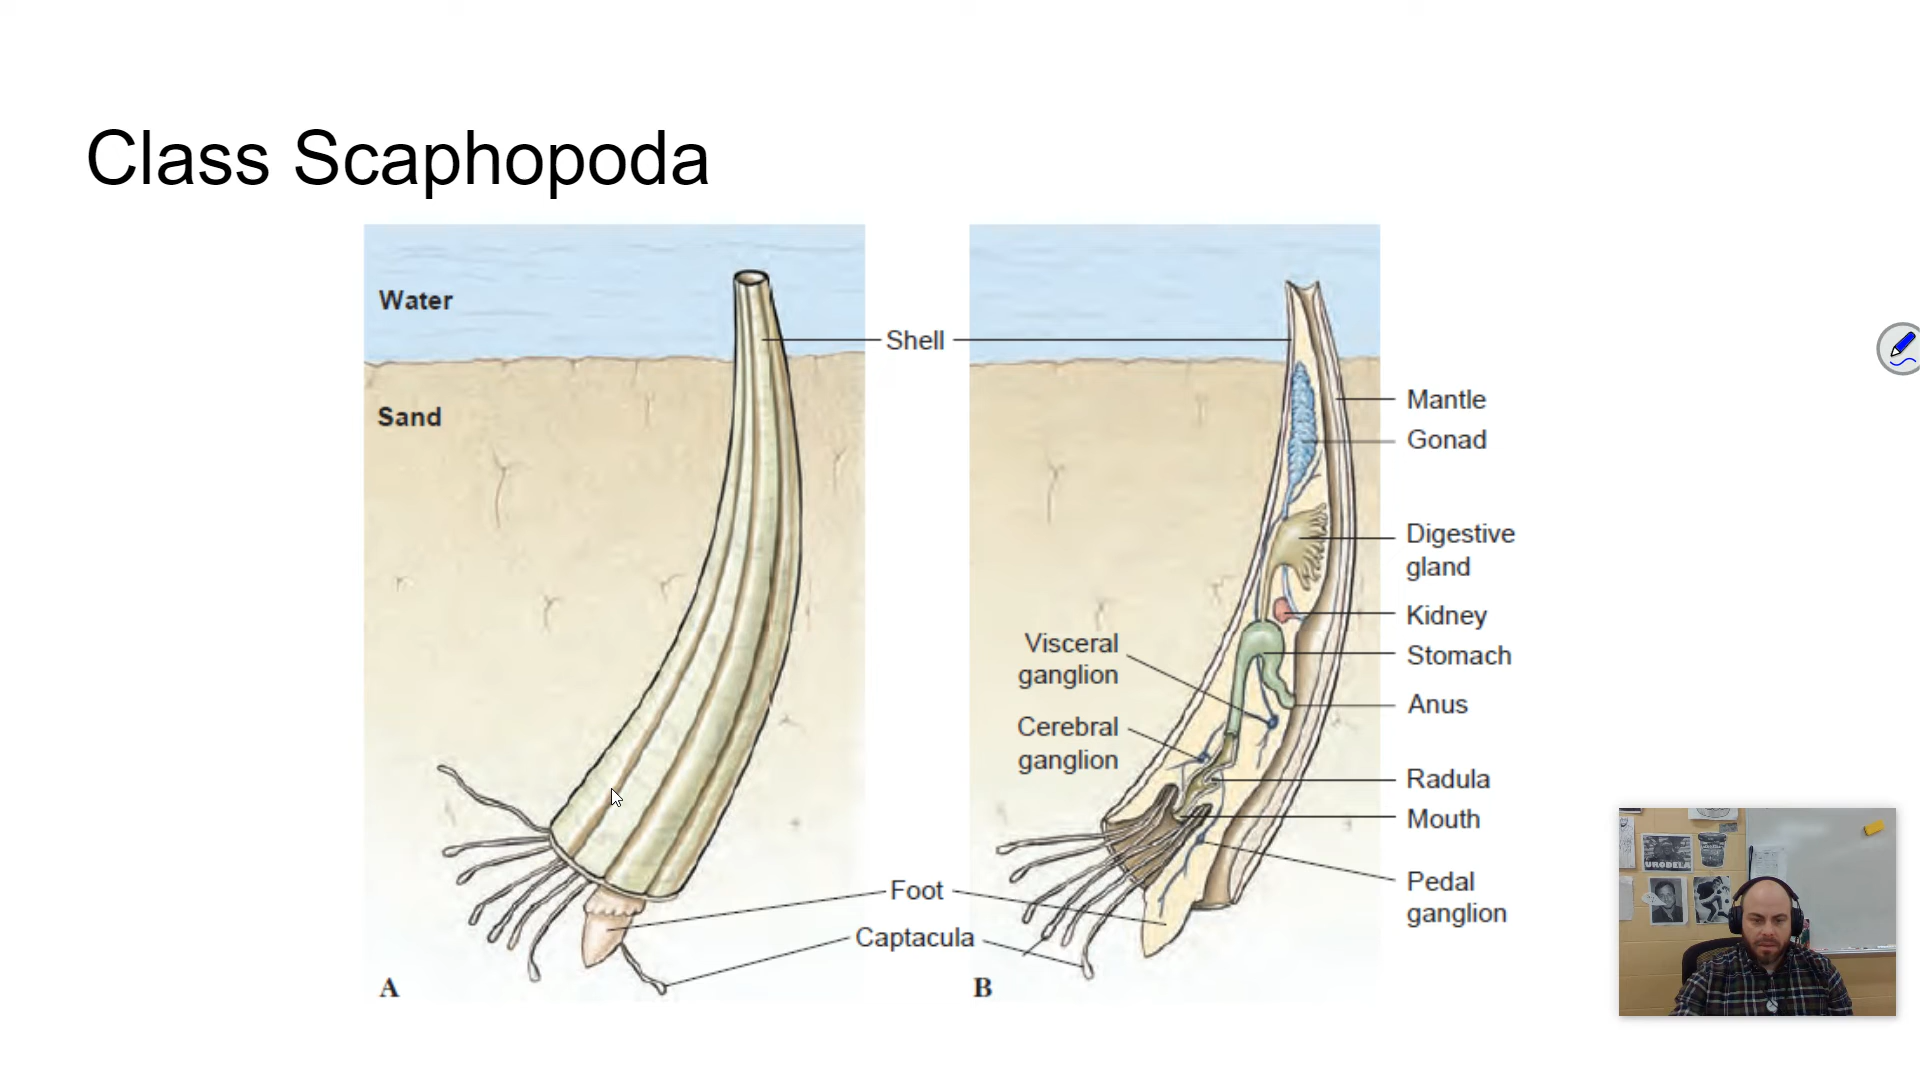 Class Scaphopoda
Water
Sand
Shell
Mantle
Gonad
Digestive
gland
Kidney
Stomach
Anus
Visceral
ganglion
Cerebral
ganglion
Radula
Mouth
Pedal
ganglion
Foot
Captacula
A
B
URODELA